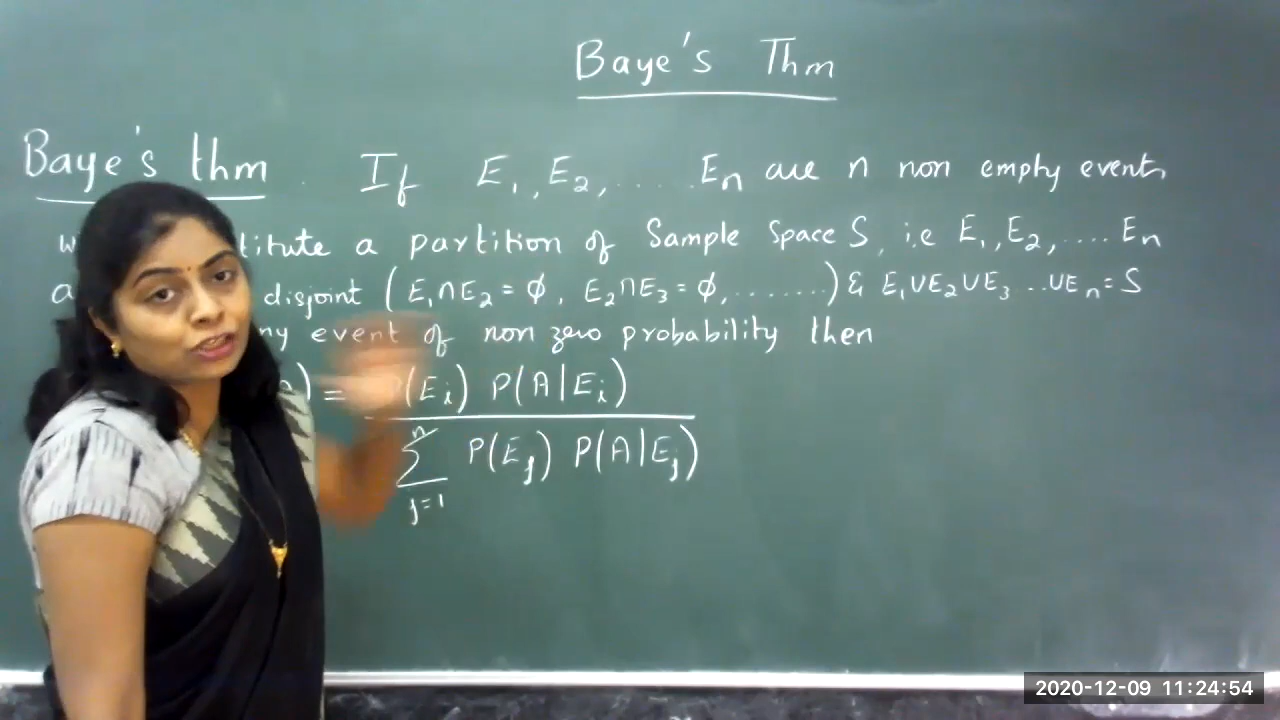 Baye's Thm
Baye's thm. If E₁, E₂, ..... Eₙ are n non empty events
a partition of Sample Space S, i.e E₁, E₂, .... Eₙ
disjoint (E₁∩E₂ = ϕ, E₂∩E₃ = ϕ, .......) & E₁∪E₂∪E₃ ...∪Eₙ = S
event of non zero probability then
) = P(Eᵢ) P(A|Eᵢ)
n
∑ P(Eⱼ) P(A|Eⱼ)
j=1
2020-12-09 11:24:54